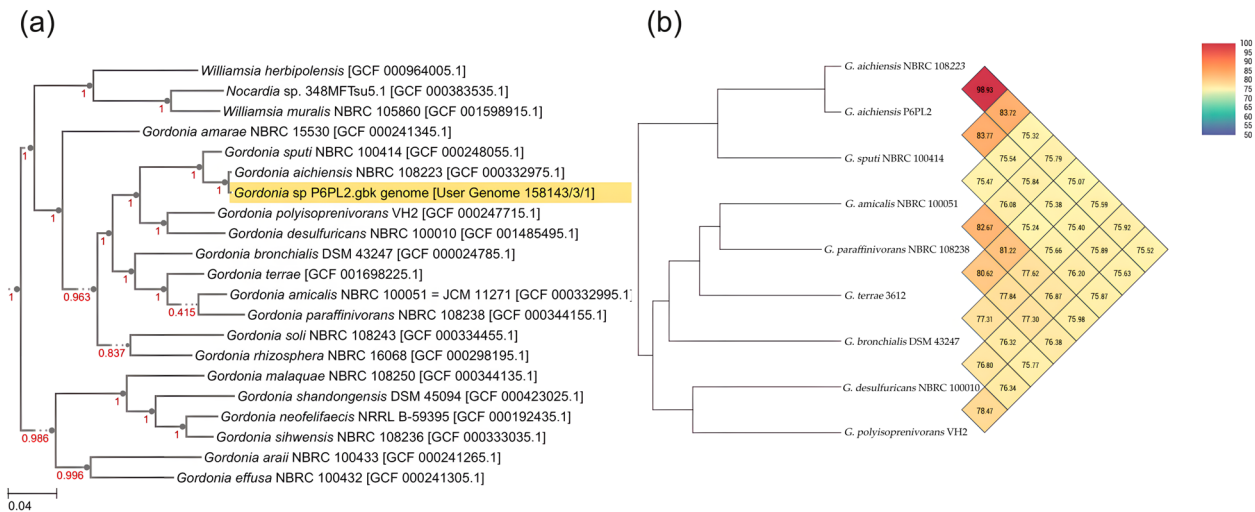 (a)
Williamsia herbipolensis [GCF 000964005.1]
1
Nocardia sp. 348MFTsu5.1 [GCF 000383535.1]
1
Williamsia muralis NBRC 105860 [GCF 001598915.1]
Gordonia amarae NBRC 15530 [GCF 000241345.1]
1
Gordonia sputi NBRC 100414 [GCF 000248055.1]
1
Gordonia aichiensis NBRC 108223 [GCF 000332975.1]
1
Gordonia sp P6PL2.gbk genome [User Genome 158143/3/1]
1
Gordonia polyisoprenivorans VH2 [GCF 000247715.1]
1
1
Gordonia desulfuricans NBRC 100010 [GCF 001485495.1]
Gordonia bronchialis DSM 43247 [GCF 000024785.1]
1
Gordonia terrae [GCF 001698225.1]
1
0.963
1
Gordonia amicalis NBRC 100051 = JCM 11271 [GCF 000332995.1]
0.415
Gordonia paraffinivorans NBRC 108238 [GCF 000344155.1]
Gordonia soli NBRC 108243 [GCF 000334455.1]
0.837
Gordonia rhizosphera NBRC 16068 [GCF 000298195.1]
Gordonia malaquae NBRC 108250 [GCF 000344135.1]
1
Gordonia shandongensis DSM 45094 [GCF 000423025.1]
1
Gordonia neofelifaecis NRRL B-59395 [GCF 000192435.1]
1
0.986
Gordonia sihwensis NBRC 108236 [GCF 000333035.1]
Gordonia araii NBRC 100433 [GCF 000241265.1]
0.996
Gordonia effusa NBRC 100432 [GCF 000241305.1]
0.04
(b)
100
95
90
85
80
75
70
65
60
55
50
G. aichiensis NBRC 108223
98.93
G. aichiensis P6PL2
83.72
83.77
75.32
G. sputi NBRC 100414
75.54
75.79
75.47
75.84
75.07
G. amicalis NBRC 100051
76.08
75.38
75.59
82.67
75.24
75.40
75.92
G. paraffinivorans NBRC 108238
81.22
75.66
75.89
75.52
80.62
77.62
76.20
75.63
G. terrae 3612
77.84
76.87
75.87
77.31
77.30
75.98
G. bronchialis DSM 43247
76.32
76.38
76.80
75.77
G. desulfuricans NBRC 100010
76.34
78.47
G. polyisoprenivorans VH2